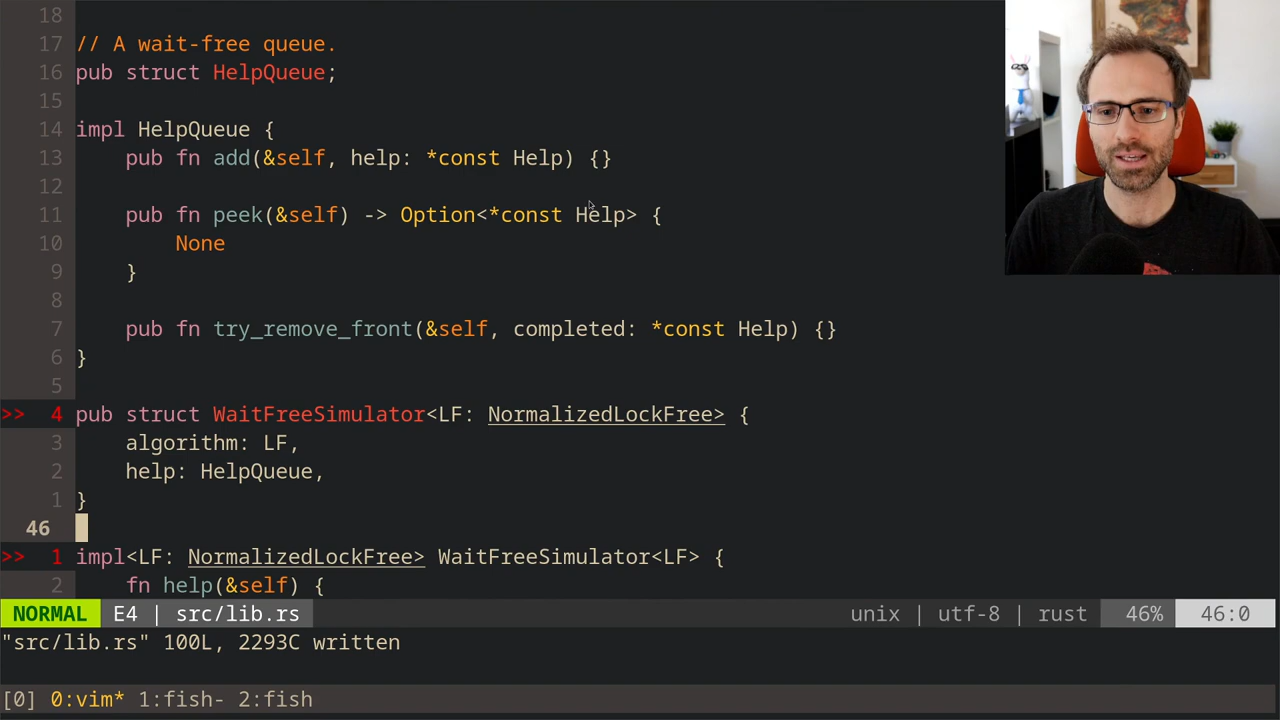 18
17 // A wait-free queue.
16 pub struct HelpQueue;
15
14 impl HelpQueue {
13     pub fn add(&self, help: *const Help) {}
12
11     pub fn peek(&self) -> Option<*const Help> {
10         None
9     }
8
7     pub fn try_remove_front(&self, completed: *const Help) {}
6 }
5
>> 4 pub struct WaitFreeSimulator<LF: NormalizedLockFree> {
3     algorithm: LF,
2     help: HelpQueue,
1 }
46
>> 1 impl<LF: NormalizedLockFree> WaitFreeSimulator<LF> {
2     fn help(&self) {
NORMAL E4 | src/lib.rs unix | utf-8 | rust 46% 46:0
"src/lib.rs" 100L, 2293C written
[0] 0:vim* 1:fish- 2:fish